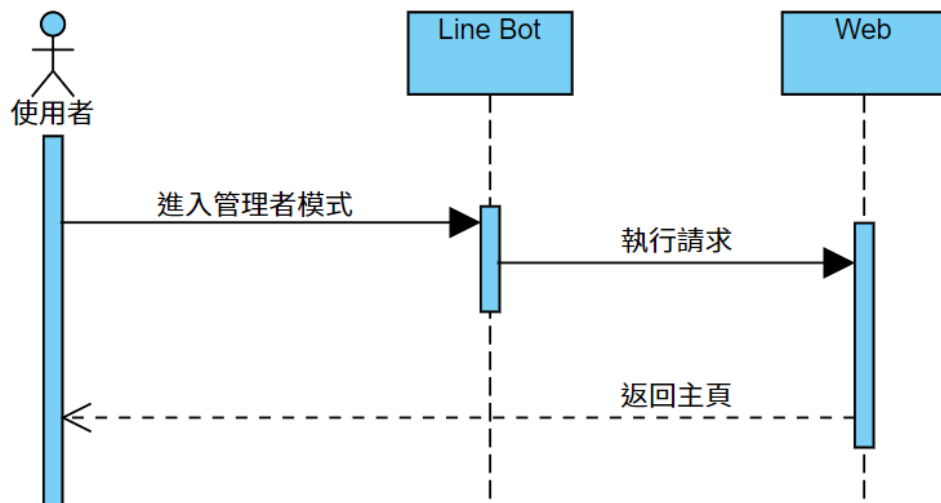 Line Bot
Web
使用者
進入管理者模式
執行請求
返回主頁